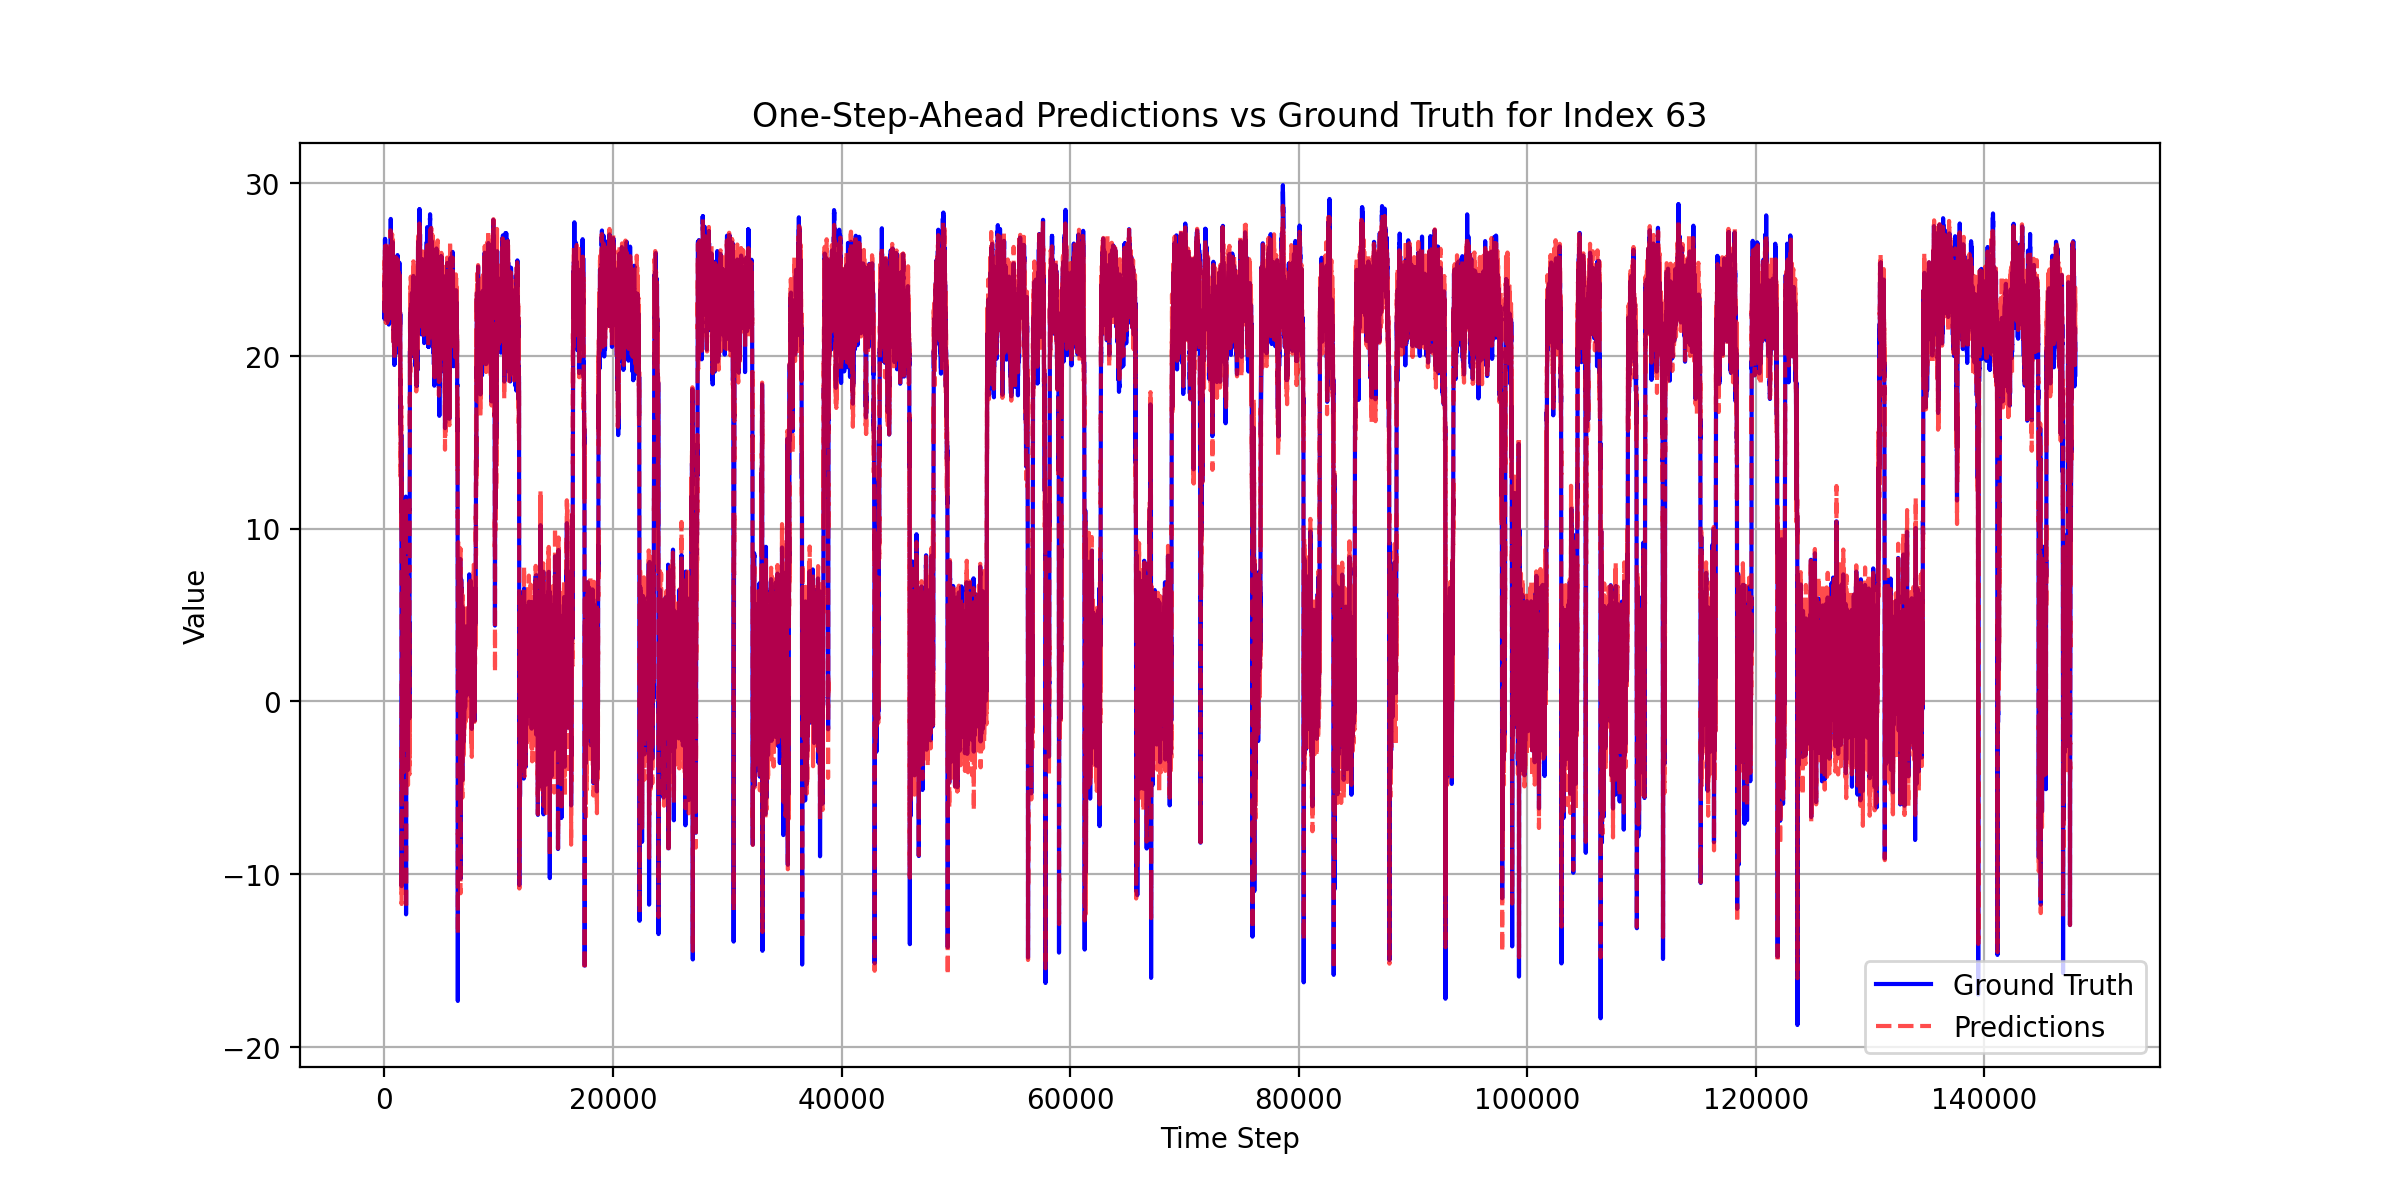 One-Step-Ahead Predictions vs Ground Truth for Index 63
30
20
10
0
−10
−20
Value
0 20000 40000 60000 80000 100000 120000 140000
Time Step
Ground Truth
Predictions